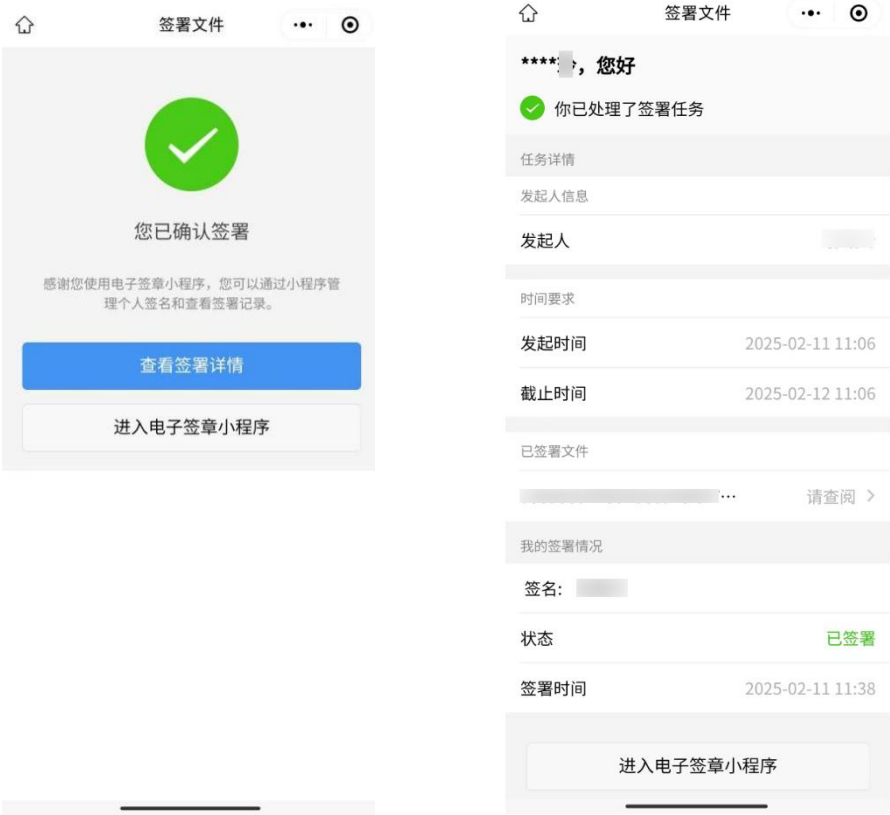 签署文件
您已确认签署
感谢您使用电子签章小程序，您可以通过小程序管
理个人签名和查看签署记录。
查看签署详情
进入电子签章小程序
签署文件
****，您好
你已处理了签署任务
任务详情
发起人信息
发起人
时间要求
发起时间 2025-02-11 11:06
截止时间 2025-02-12 11:06
已签署文件
… 请查阅 >
我的签署情况
签名:
状态 已签署
签署时间 2025-02-11 11:38
进入电子签章小程序